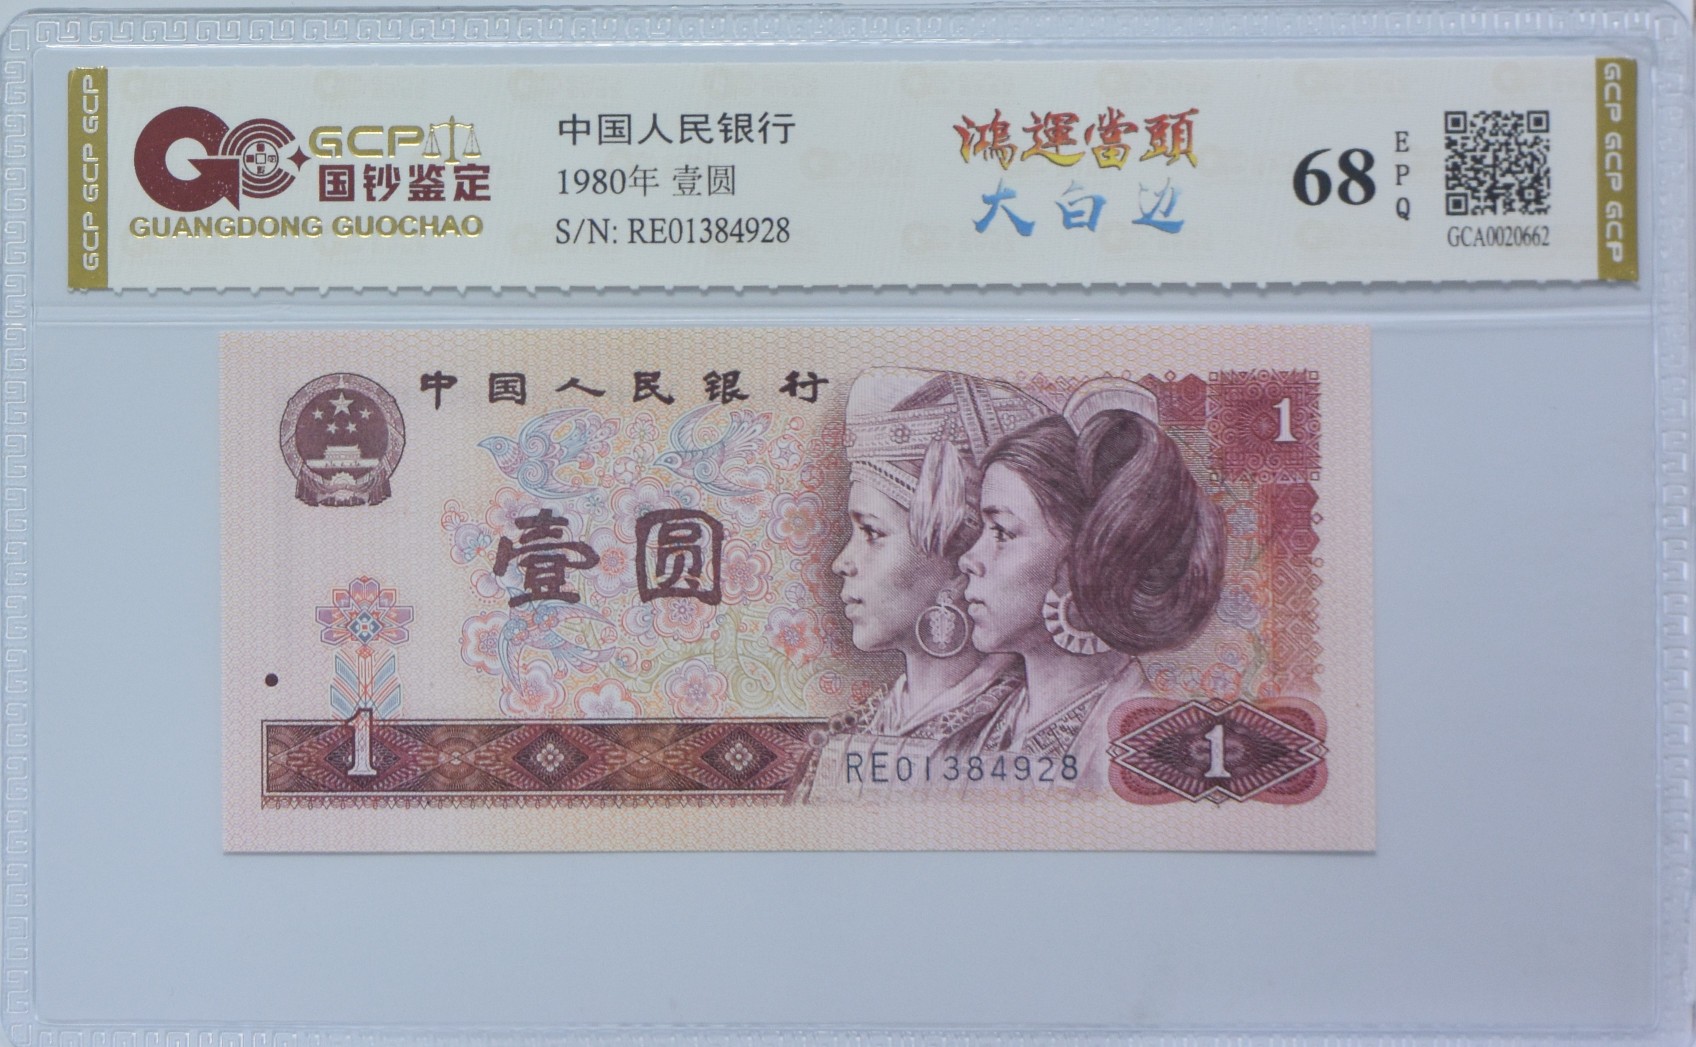 GCP GCP GCP
GCP
国钞鉴定
GUANGDONG GUOCHAO
中国人民银行
1980年 壹圆
S/N: RE01384928
鴻運當頭
大白边
68
EPQ
GCA0020662
GCP GCP GCP
中国人民银行
1
壹圆
1
RE01384928
1